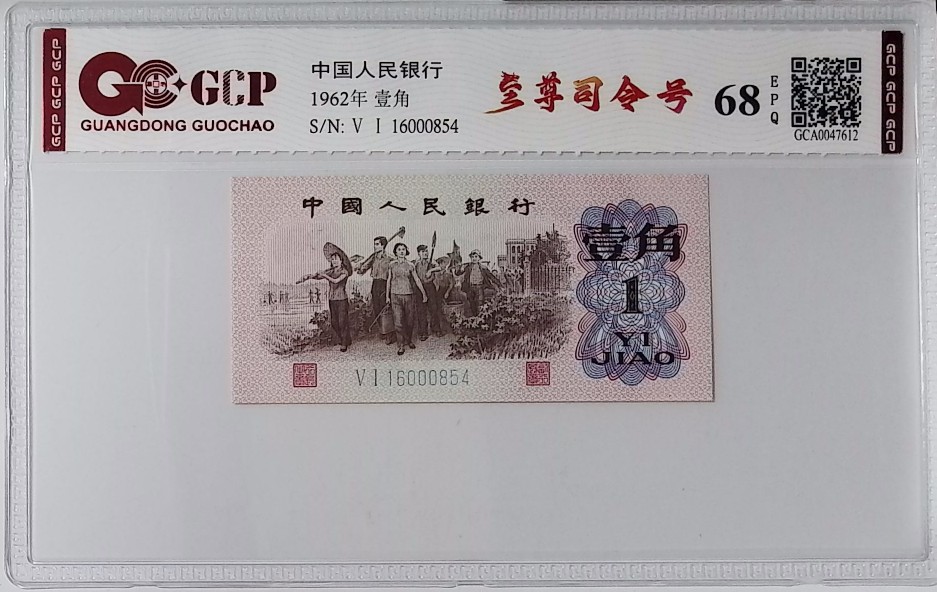 GCP GCP GCP
GCP
GUANGDONG GUOCHAO
中国人民银行
1962年 壹角
S/N: V I 16000854
至尊司令号
68
EPQ
GCA0047612
GCP GCP GCP
中國人民銀行
壹角
1
YI
JIAO
V I 16000854